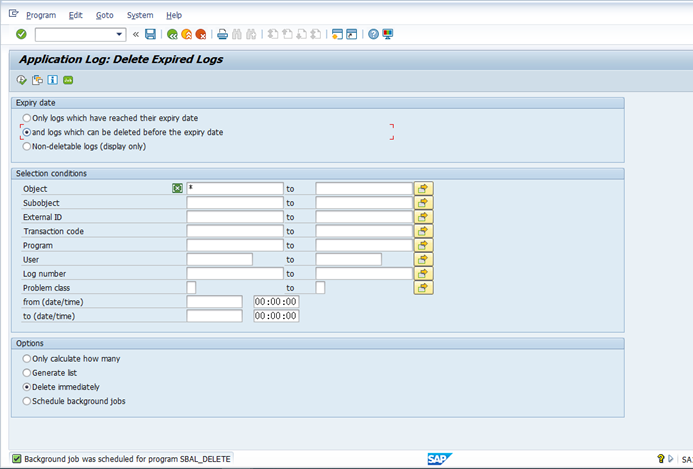 Program Edit Goto System Help
Application Log: Delete Expired Logs
Expiry date
Only logs which have reached their expiry date
and logs which can be deleted before the expiry date
Non-deletable logs (display only)
Selection conditions
Object * to
Subobject to
External ID to
Transaction code to
Program to
User to
Log number to
Problem class to
from (date/time) 00:00:00
to (date/time) 00:00:00
Options
Only calculate how many
Generate list
Delete immediately
Schedule background jobs
Background job was scheduled for program SBAL_DELETE SAP SA